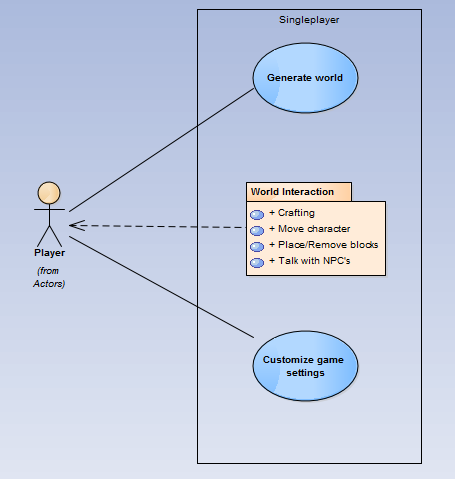 Singleplayer
Generate world
World Interaction
+ Crafting
+ Move character
+ Place/Remove blocks
+ Talk with NPC's
Player
(from
Actors)
Customize game
settings